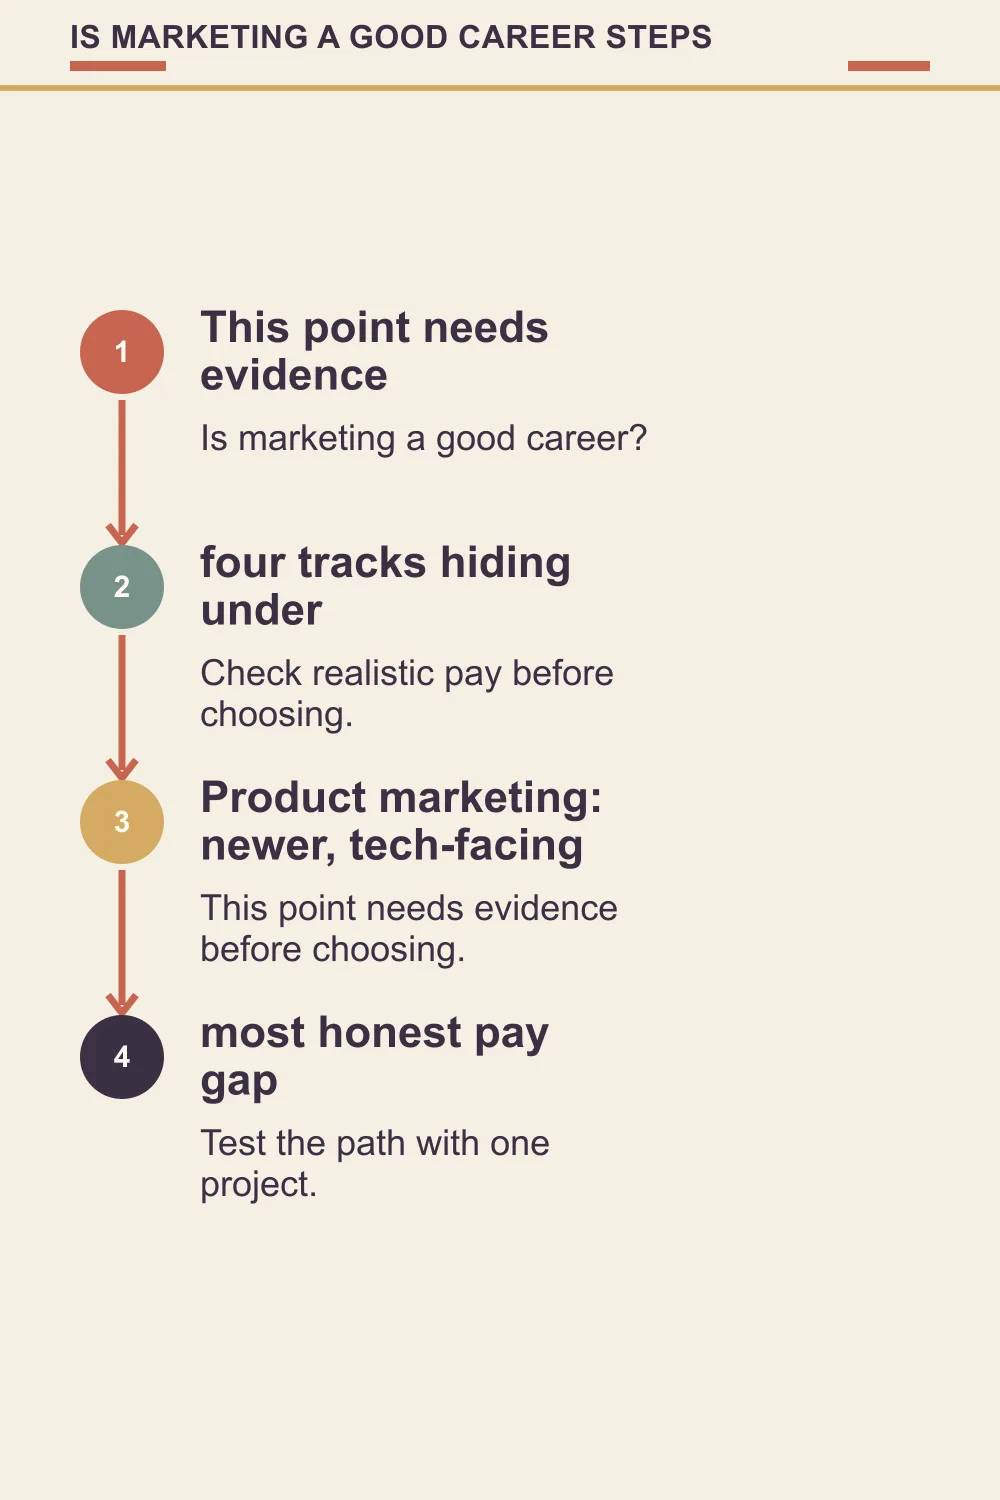 IS MARKETING A GOOD CAREER STEPS
1
This point needs
evidence
Is marketing a good career?
2
four tracks hiding
under
Check realistic pay before
choosing.
3
Product marketing:
newer, tech-facing
This point needs evidence
before choosing.
4
most honest pay
gap
Test the path with one
project.